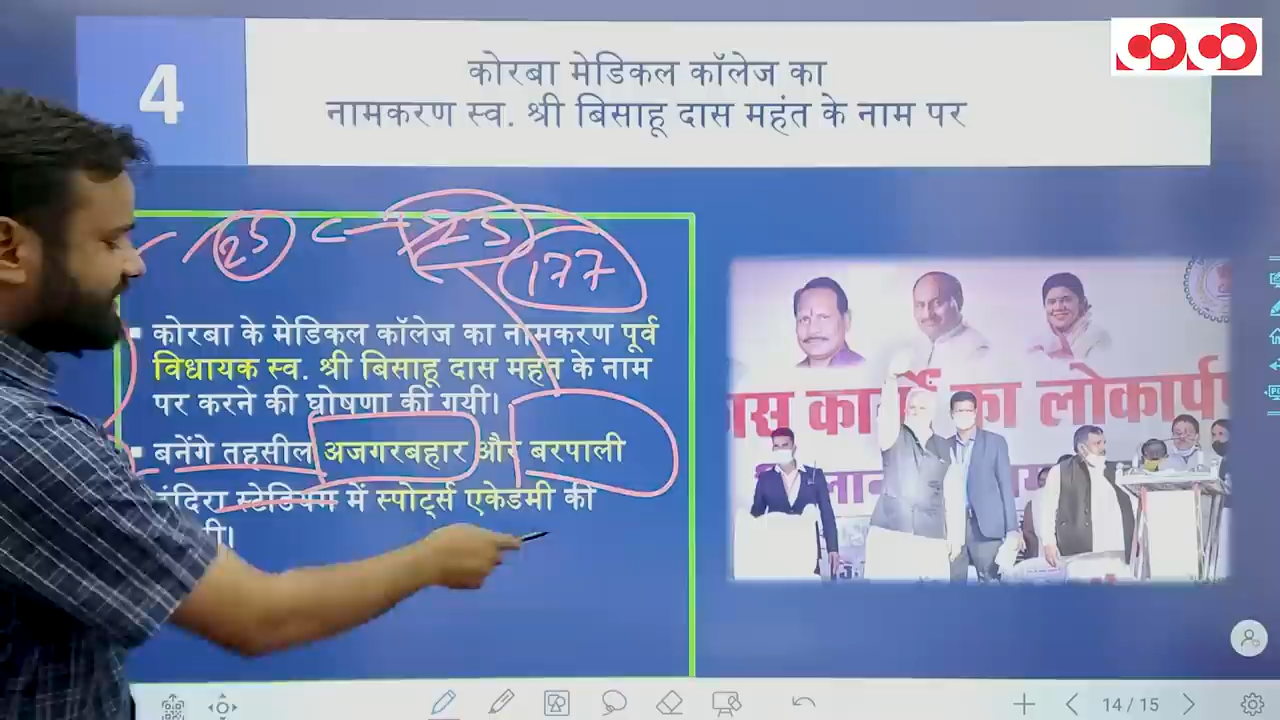 4
कोरबा मेडिकल कॉलेज का
नामकरण स्व. श्री बिसाहू दास महंत के नाम पर
25
25
177
▪ कोरबा के मेडिकल कॉलेज का नामकरण पूर्व
विधायक स्व. श्री बिसाहू दास महंत के नाम
पर करने की घोषणा की गयी।
▪ बनेंगे तहसील अजगरबहार और बरपाली
इंदिरा स्टेडियम में स्पोर्ट्स एकेडमी की
का लोकार्प
14 / 15